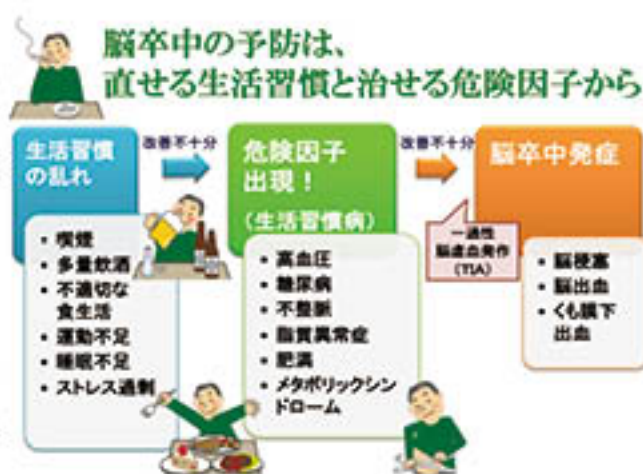 脳卒中の予防は、
直せる生活習慣と治せる危険因子から
生活習慣
の乱れ
改善不十分
危険因子
出現！
(生活習慣病)
改善不十分
脳卒中発症
• 喫煙
• 多量飲酒
• 不適切な
食生活
• 運動不足
• 睡眠不足
• ストレス過剰
• 高血圧
• 糖尿病
• 不整脈
• 脂質異常症
• 肥満
• メタボリックシン
ドローム
一過性
脳虚血発作
(TIA)
• 脳梗塞
• 脳出血
• くも膜下
出血